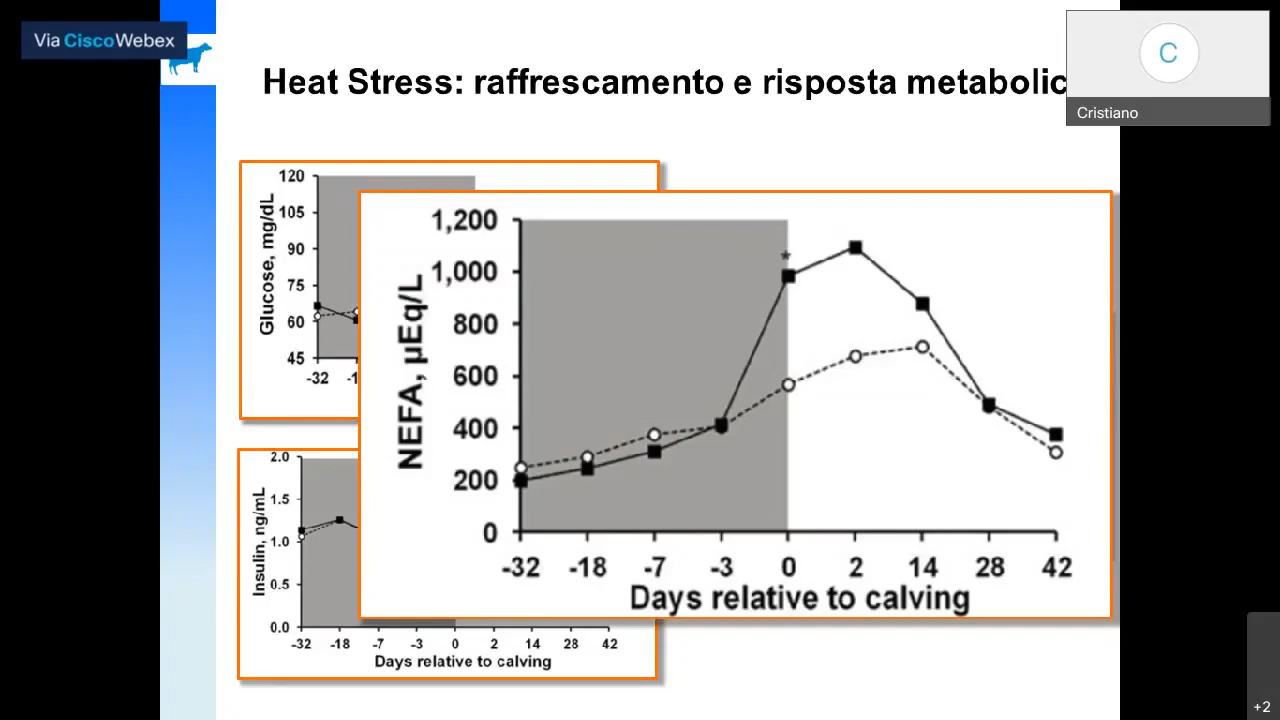 Via CiscoWebex
Heat Stress: raffrescamento e risposta metabolic
C
Cristiano
120
105
90
75
60
45
Glucose, mg/dL
-32
-1
1,200
1,000
800
600
400
200
0
NEFA, µEq/L
*
-32 -18 -7 -3 0 2 14 28 42
Days relative to calving
2.0
1.5
1.0
0.5
0.0
Insulin, ng/mL
-32 -18 -7 -3 0 2 14 28 42
Days relative to calving
+2